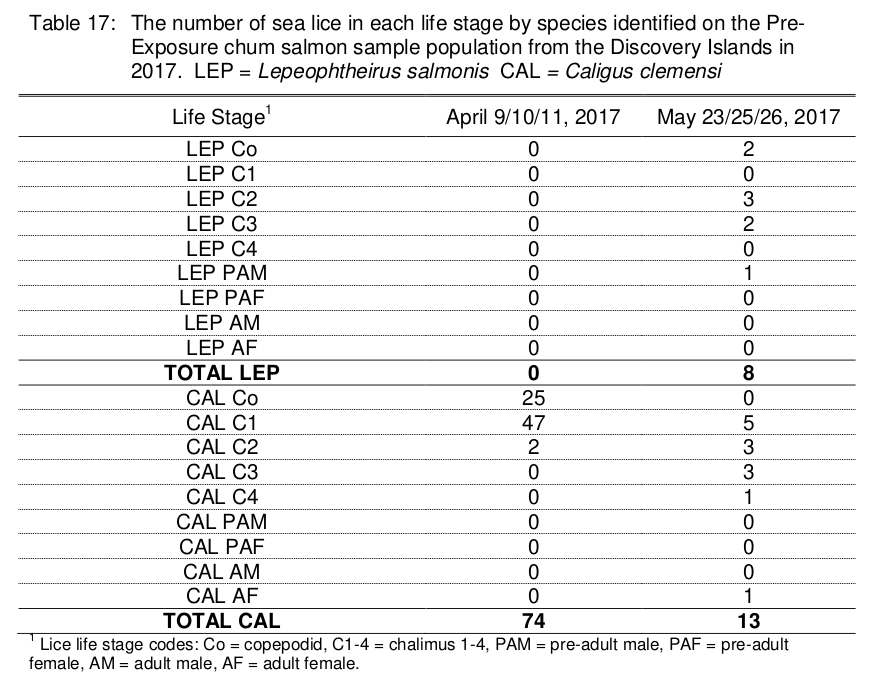 Table 17: The number of sea lice in each life stage by species identified on the Pre-
Exposure chum salmon sample population from the Discovery Islands in
2017. LEP = Lepeophtheirus salmonis CAL = Caligus clemensi
Life Stage1 April 9/10/11, 2017 May 23/25/26, 2017
LEP Co 0 2
LEP C1 0 0
LEP C2 0 3
LEP C3 0 2
LEP C4 0 0
LEP PAM 0 1
LEP PAF 0 0
LEP AM 0 0
LEP AF 0 0
TOTAL LEP 0 8
CAL Co 25 0
CAL C1 47 5
CAL C2 2 3
CAL C3 0 3
CAL C4 0 1
CAL PAM 0 0
CAL PAF 0 0
CAL AM 0 0
CAL AF 0 1
TOTAL CAL 74 13
1 Lice life stage codes: Co = copepodid, C1-4 = chalimus 1-4, PAM = pre-adult male, PAF = pre-adult
female, AM = adult male, AF = adult female.